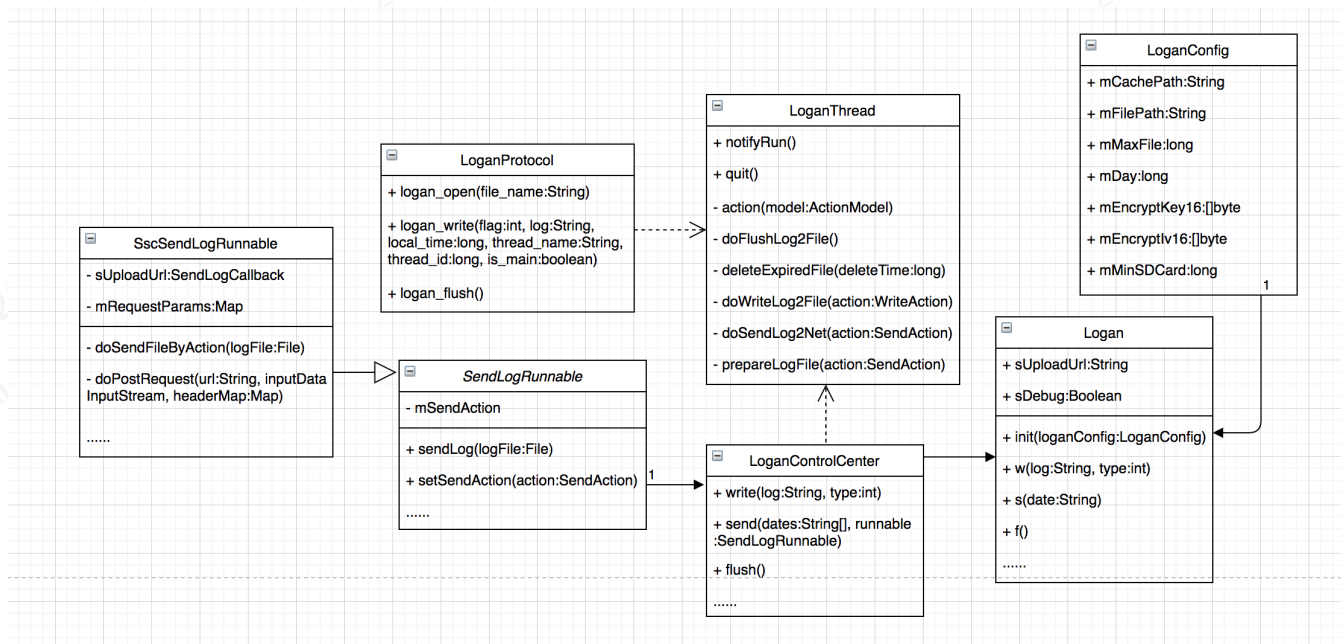 SscSendLogRunnable
- sUploadUrl:SendLogCallback
- mRequestParams:Map
- doSendFileByAction(logFile:File)
- doPostRequest(url:String, inputData
InputStream, headerMap:Map)
......
LoganProtocol
+ logan_open(file_name:String)
+ logan_write(flag:int, log:String,
local_time:long, thread_name:String,
thread_id:long, is_main:boolean)
+ logan_flush()
SendLogRunnable
- mSendAction
+ sendLog(logFile:File)
+ setSendAction(action:SendAction)
......
1
LoganThread
+ notifyRun()
+ quit()
- action(model:ActionModel)
- doFlushLog2File()
- deleteExpiredFile(deleteTime:long)
- doWriteLog2File(action:WriteAction)
- doSendLog2Net(action:SendAction)
- prepareLogFile(action:SendAction)
LoganControlCenter
+ write(log:String, type:int)
+ send(dates:String[], runnable
:SendLogRunnable)
+ flush()
......
LoganConfig
+ mCachePath:String
+ mFilePath:String
+ mMaxFile:long
+ mDay:long
+ mEncryptKey16:[]byte
+ mEncryptIv16:[]byte
+ mMinSDCard:long
1
Logan
+ sUploadUrl:String
+ sDebug:Boolean
+ init(loganConfig:LoganConfig)
+ w(log:String, type:int)
+ s(date:String)
+ f()
......